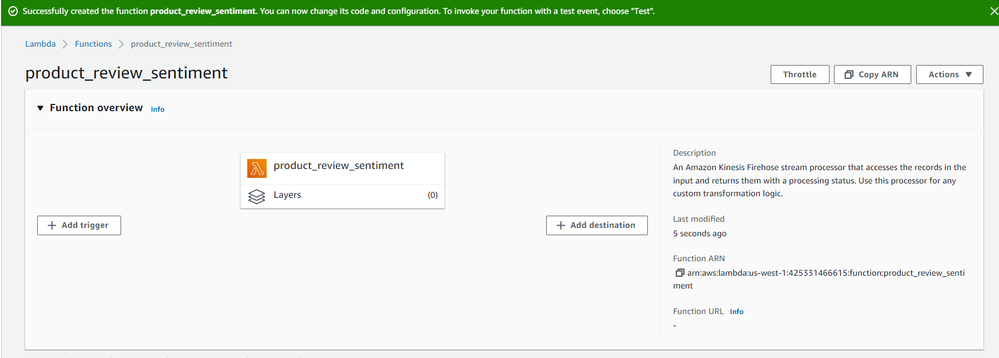 Successfully created the function product_review_sentiment. You can now change its code and configuration. To invoke your function with a test event, choose "Test".
Lambda > Functions > product_review_sentiment
product_review_sentiment
Throttle
Copy ARN
Actions
Function overview Info
product_review_sentiment
Layers (0)
+ Add trigger
+ Add destination
Description
An Amazon Kinesis Firehose stream processor that accesses the records in the
input and returns them with a processing status. Use this processor for any
custom transformation logic.
Last modified
5 seconds ago
Function ARN
arn:aws:lambda:us-west-1:425331466615:function:product_review_senti
ment
Function URL Info
-